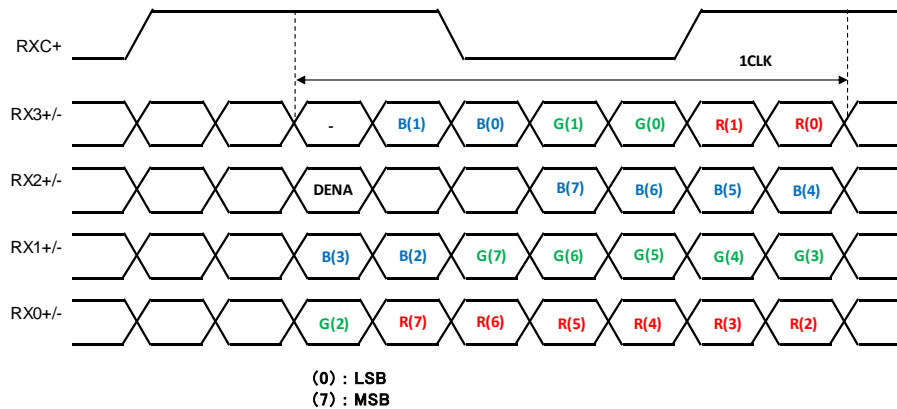 RXC+
1CLK
RX3+/- - B(1) B(0) G(1) G(0) R(1) R(0)
RX2+/- DENA B(7) B(6) B(5) B(4)
RX1+/- B(3) B(2) G(7) G(6) G(5) G(4) G(3)
RX0+/- G(2) R(7) R(6) R(5) R(4) R(3) R(2)
(0) : LSB
(7) : MSB